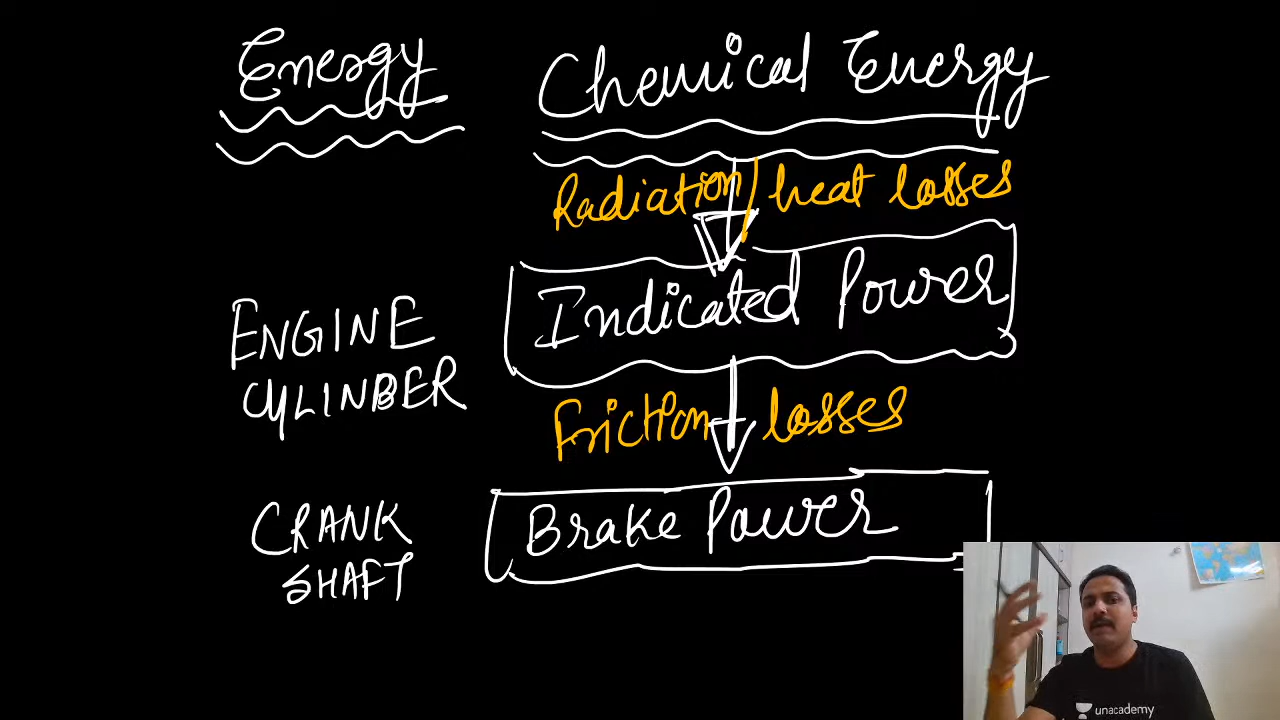 Energy Chemical Energy
Radiation/heat losses
Indicated Power
ENGINE
CYLINDER
Friction losses
Brake Power
CRANK
SHAFT
unacademy